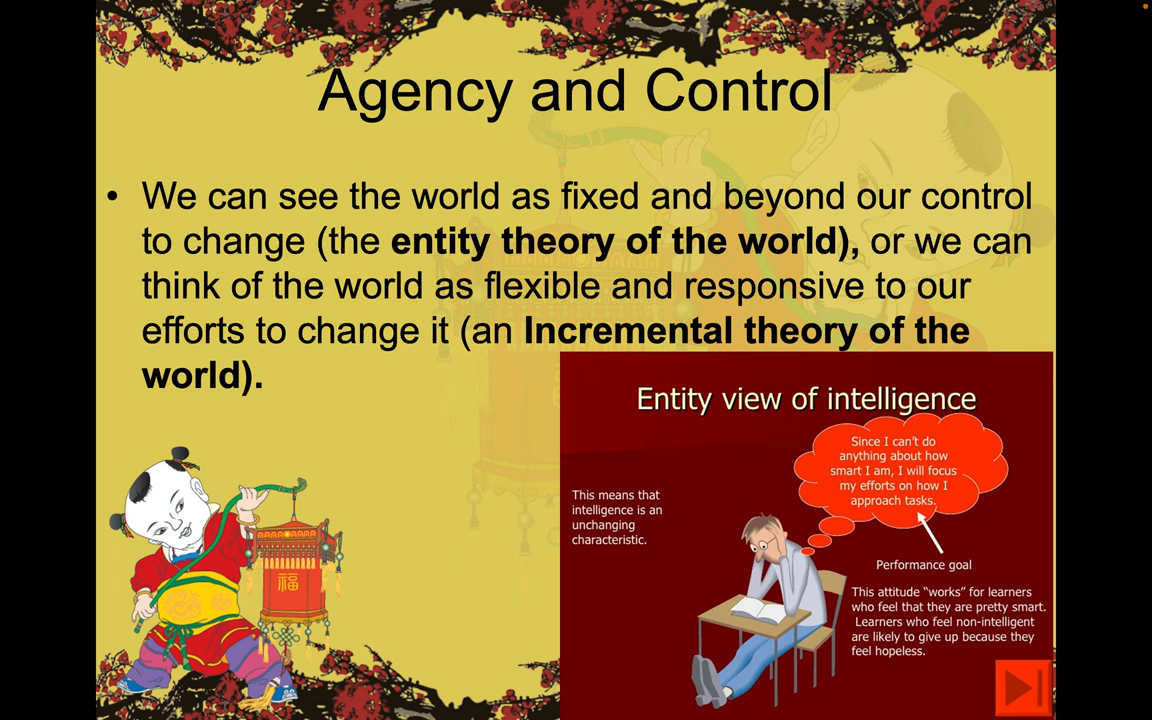 Agency and Control
• We can see the world as fixed and beyond our control
to change (the entity theory of the world), or we can
think of the world as flexible and responsive to our
efforts to change it (an Incremental theory of the
world).
Entity view of intelligence
Since I can't do
anything about how
smart I am, I will focus
my efforts on how I
approach tasks.
This means that
intelligence is an
unchanging
characteristic.
Performance goal
This attitude "works" for learners
who feel that they are pretty smart.
Learners who feel non-intelligent
are likely to give up because they
feel hopeless.
福